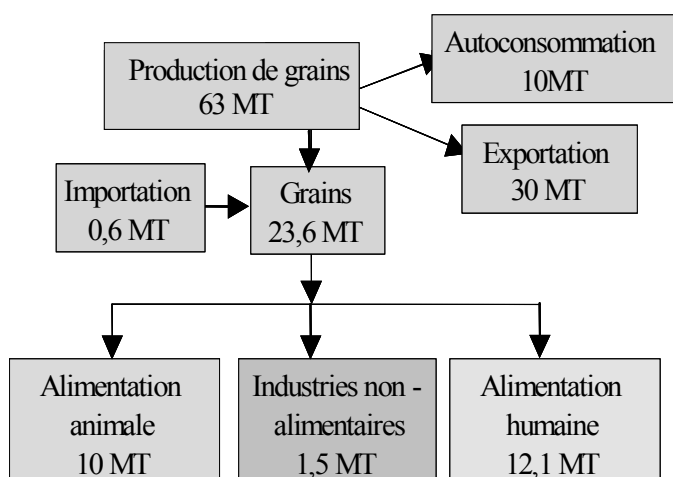 Production de grains
63 MT
Autoconsommation
10MT
Exportation
30 MT
Importation
0,6 MT
Grains
23,6 MT
Alimentation
animale
10 MT
Industries non -
alimentaires
1,5 MT
Alimentation
humaine
12,1 MT